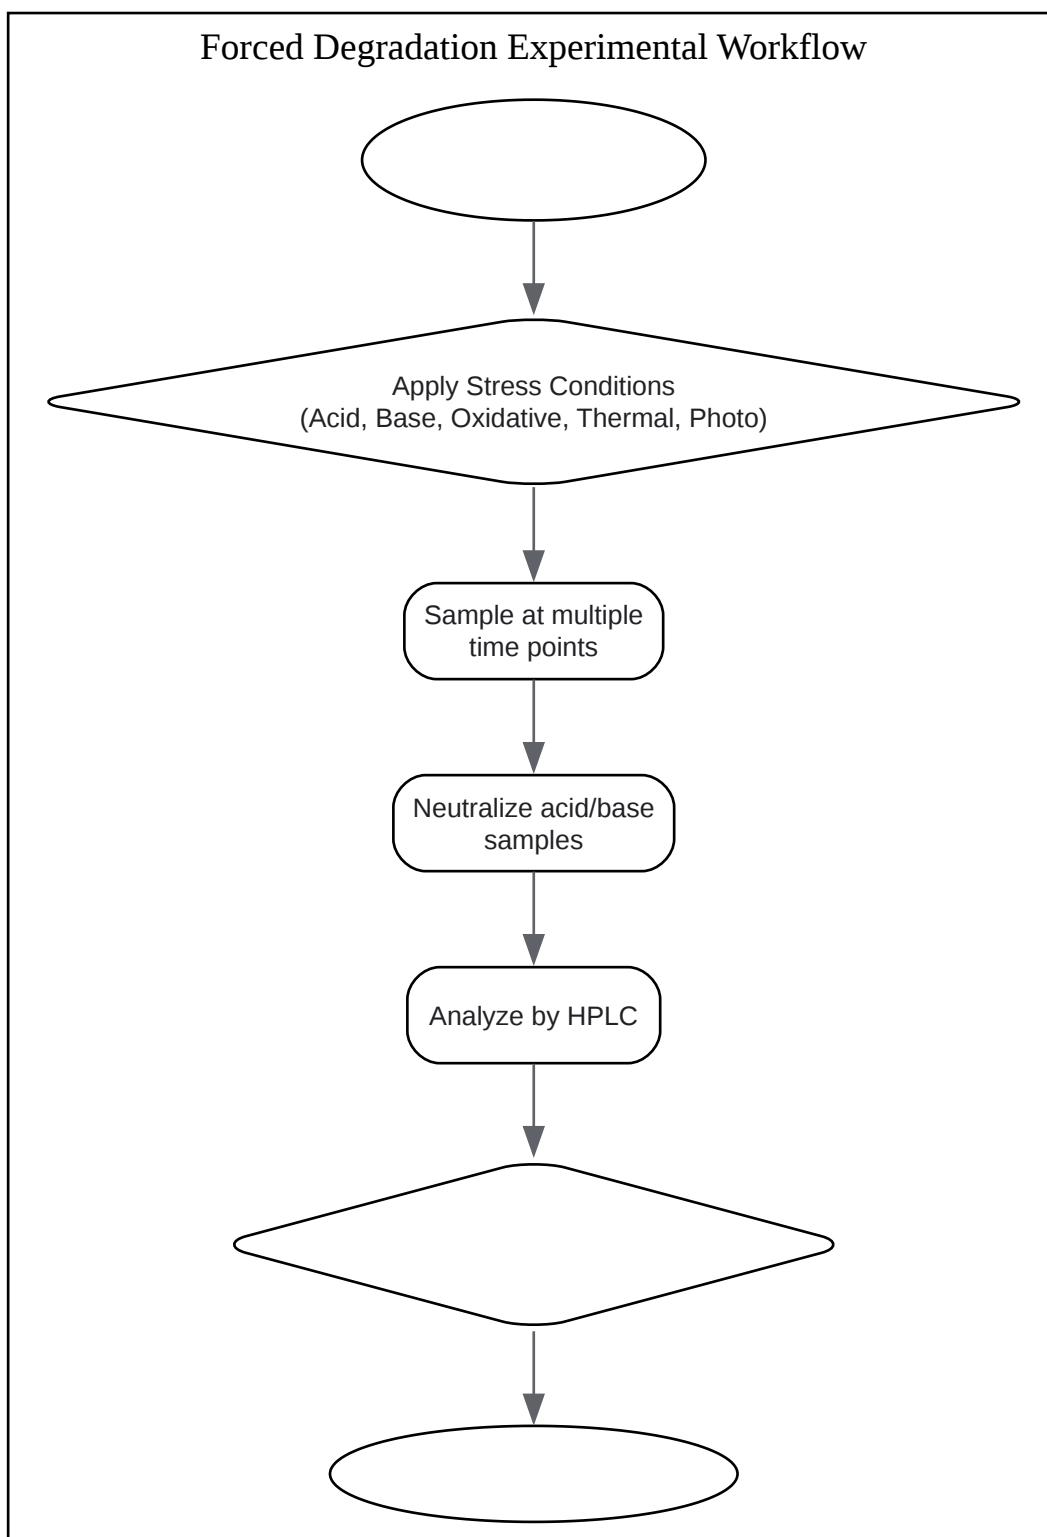 Forced Degradation Experimental Workflow
Apply Stress Conditions
(Acid, Base, Oxidative, Thermal, Photo)
Sample at multiple
time points
Neutralize acid/base
samples
Analyze by HPLC